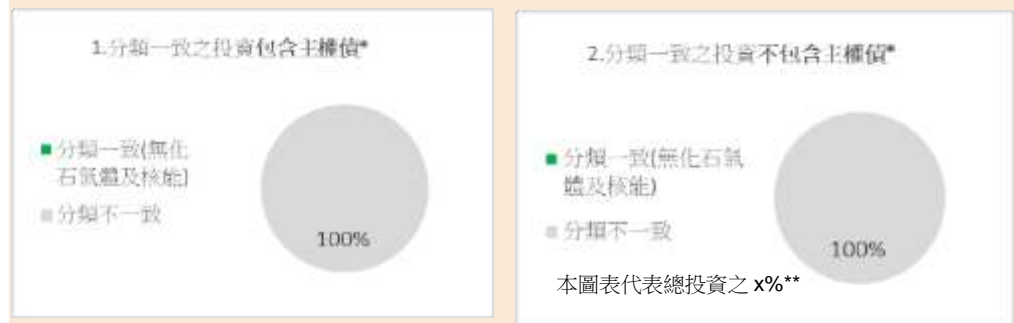 1.分類一致之投資包含主權債*
分類一致(無化
石氣體及核能)
分類不一致
100%
2.分類一致之投資不包含主權債*
分類一致(無化石氣
體及核能)
分類不一致
100%
本圖表代表總投資之 x%**